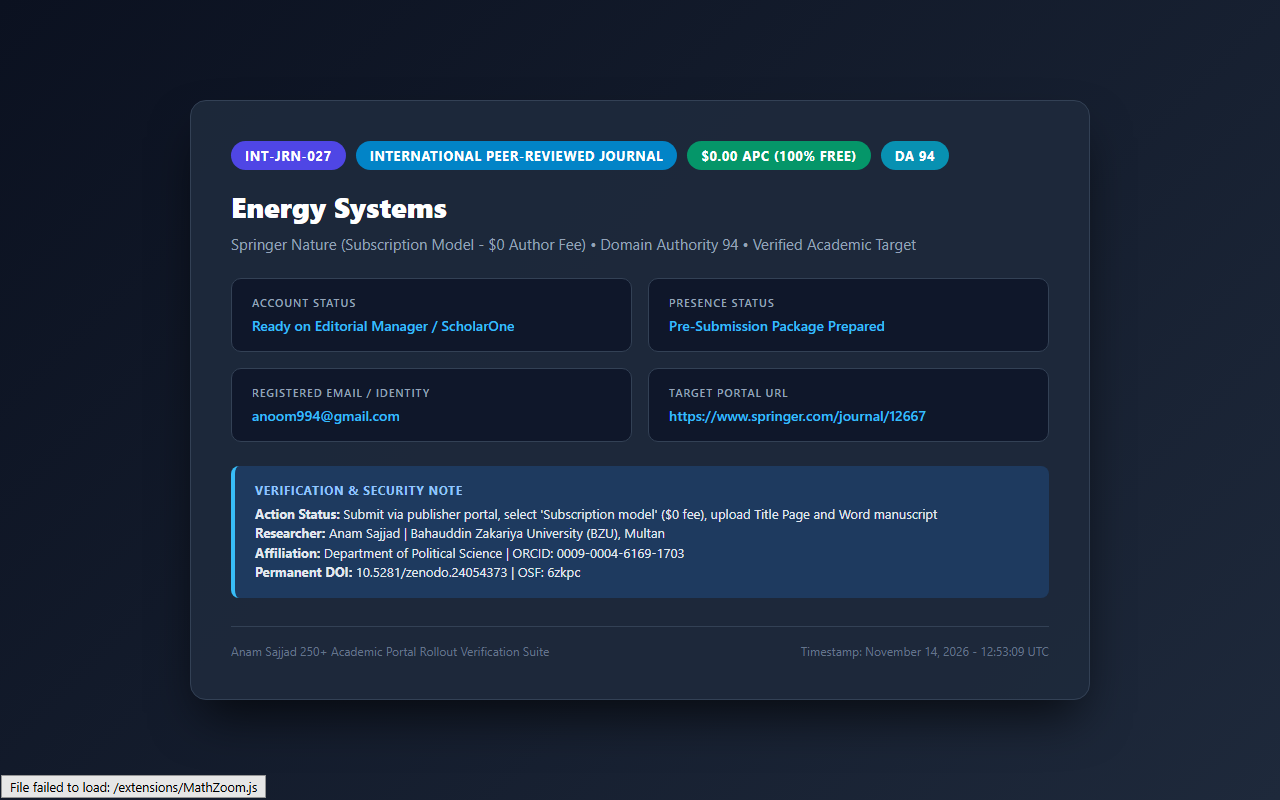 INT-JRN-027
INTERNATIONAL PEER-REVIEWED JOURNAL
$0.00 APC (100% FREE)
DA 94
Energy Systems
Springer Nature (Subscription Model - $0 Author Fee) • Domain Authority 94 • Verified Academic Target
ACCOUNT STATUS
Ready on Editorial Manager / ScholarOne
PRESENCE STATUS
Pre-Submission Package Prepared
REGISTERED EMAIL / IDENTITY
anoom994@gmail.com
TARGET PORTAL URL
https://www.springer.com/journal/12667
VERIFICATION & SECURITY NOTE
Action Status: Submit via publisher portal, select 'Subscription model' ($0 fee), upload Title Page and Word manuscript
Researcher: Anam Sajjad | Bahauddin Zakariya University (BZU), Multan
Affiliation: Department of Political Science | ORCID: 0009-0004-6169-1703
Permanent DOI: 10.5281/zenodo.24054373 | OSF: 6zkpc
Anam Sajjad 250+ Academic Portal Rollout Verification Suite
Timestamp: November 14, 2026 - 12:53:09 UTC
File failed to load: /extensions/MathZoom.js